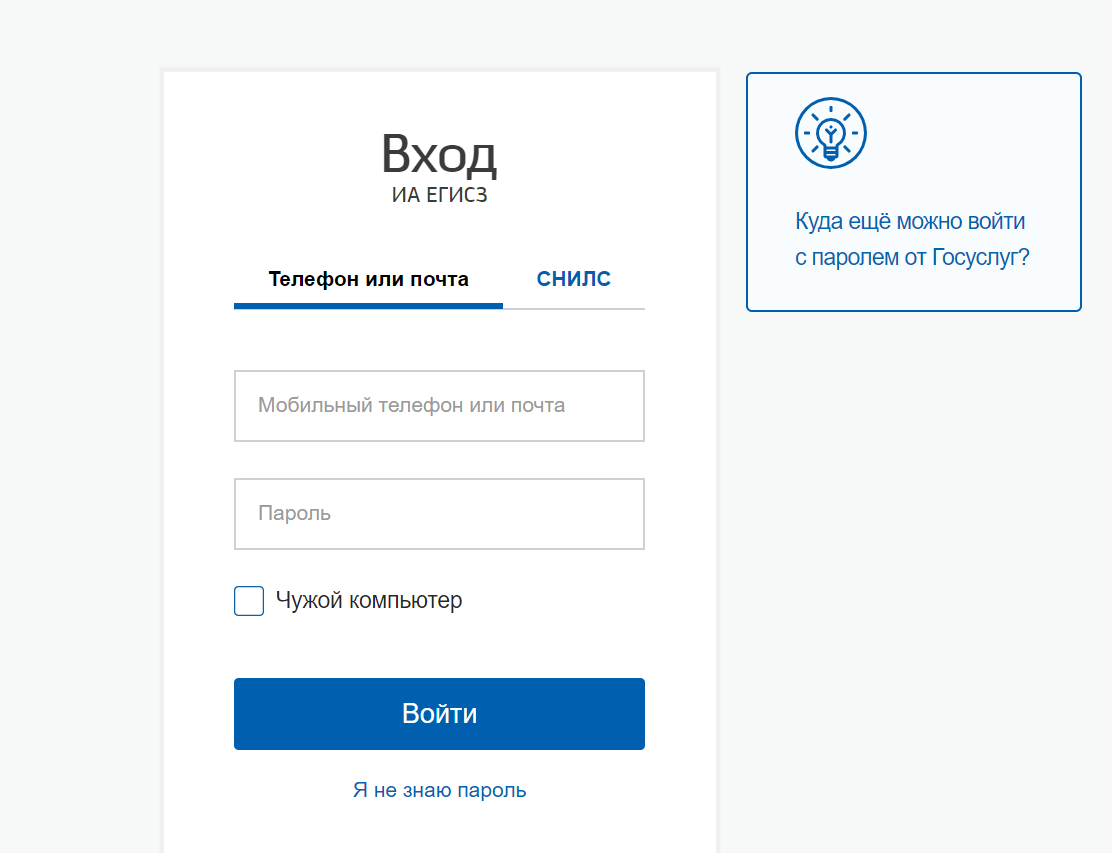 Вход
ИА ЕГИСЗ
Телефон или почта
СНИЛС
Мобильный телефон или почта
Пароль
Чужой компьютер
Войти
Я не знаю пароль
Куда ещё можно войти
с паролем от Госуслуг?